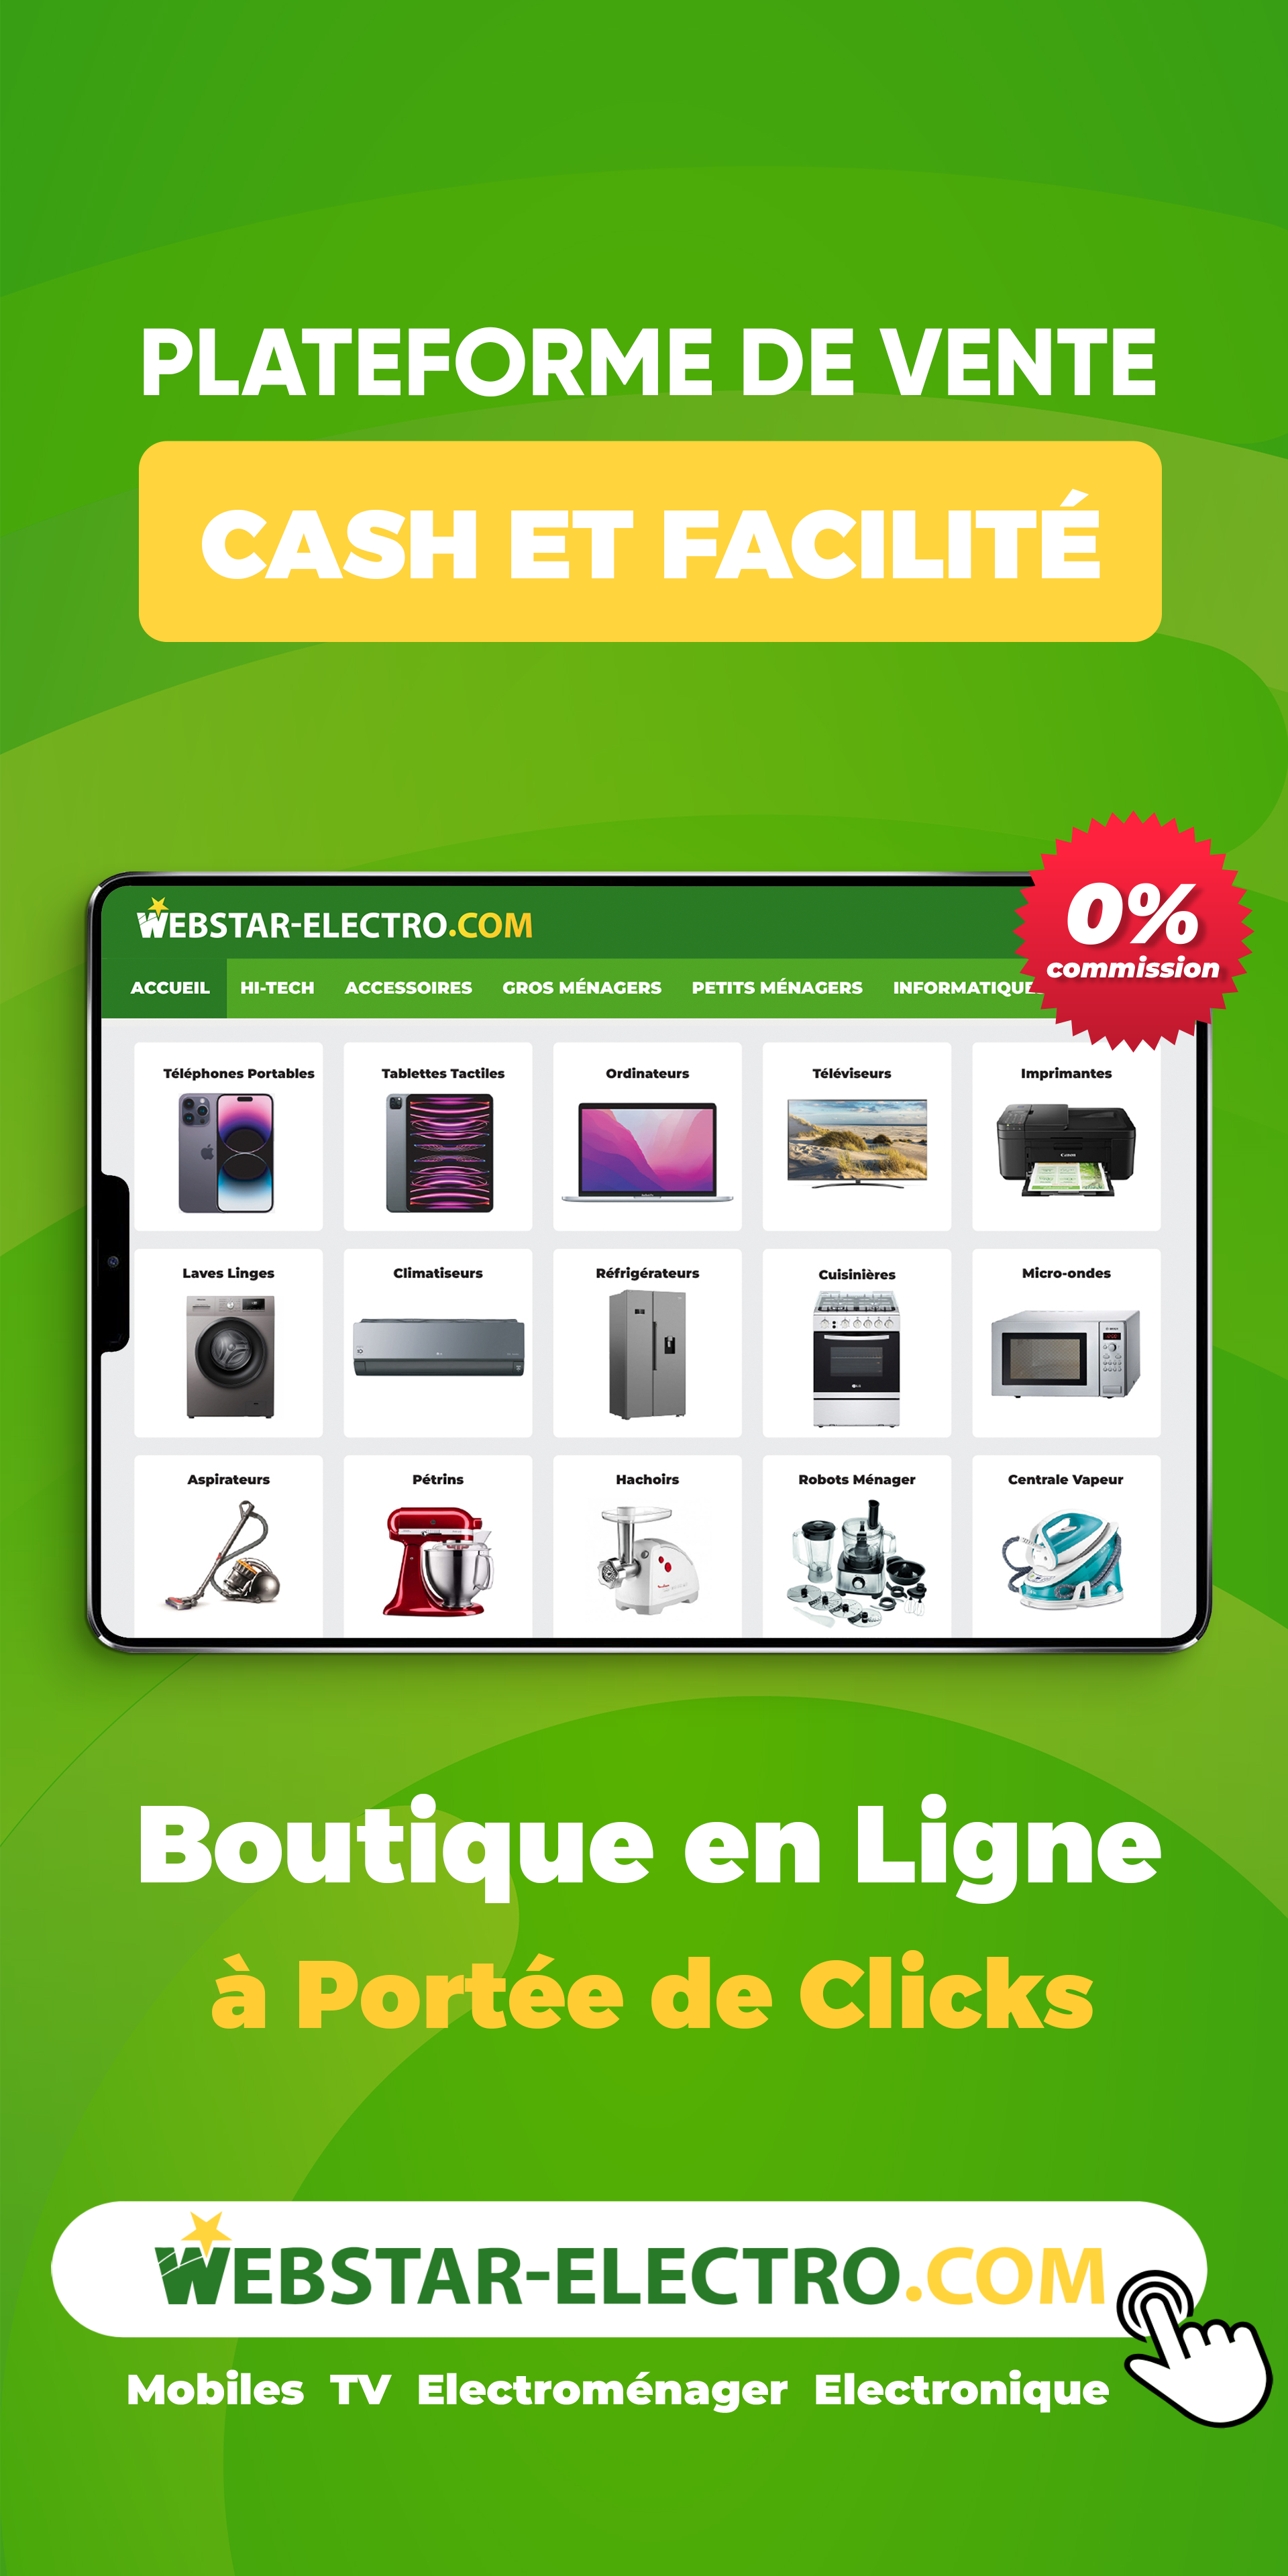 PLATEFORME DE VENTE
CASH ET FACILITÉ
0%
commission
WEBSTAR-ELECTRO.COM
ACCUEIL HI-TECH ACCESSOIRES GROS MÉNAGERS PETITS MÉNAGERS INFORMATIQUE
Téléphones Portables Tablettes Tactiles Ordinateurs Téléviseurs Imprimantes
Canon
Laves Linges Climatiseurs Réfrigérateurs Cuisinières Micro-ondes
LG
Aspirateurs Pétrins Hachoirs Robots Ménager Centrale Vapeur
Boutique en Ligne
à Portée de Clicks
WEBSTAR-ELECTRO.COM
Mobiles TV Electroménager Electronique